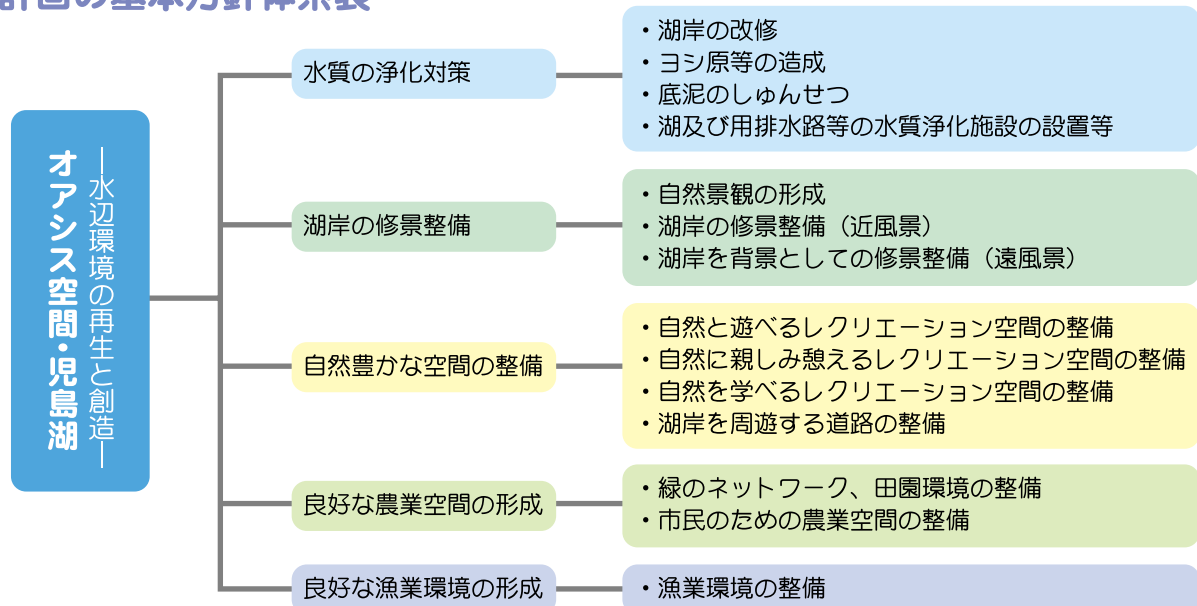 計画の基本方針体系表
オアシス空間・児島湖
―水辺環境の再生と創造―
水質の浄化対策
・湖岸の改修
・ヨシ原等の造成
・底泥のしゅんせつ
・湖及び用排水路等の水質浄化施設の設置等
湖岸の修景整備
・自然景観の形成
・湖岸の修景整備（近風景）
・湖岸を背景としての修景整備（遠風景）
自然豊かな空間の整備
・自然と遊べるレクリエーション空間の整備
・自然に親しみ憩えるレクリエーション空間の整備
・自然を学べるレクリエーション空間の整備
・湖岸を周遊する道路の整備
良好な農業空間の形成
・緑のネットワーク、田園環境の整備
・市民のための農業空間の整備
良好な漁業環境の形成
・漁業環境の整備